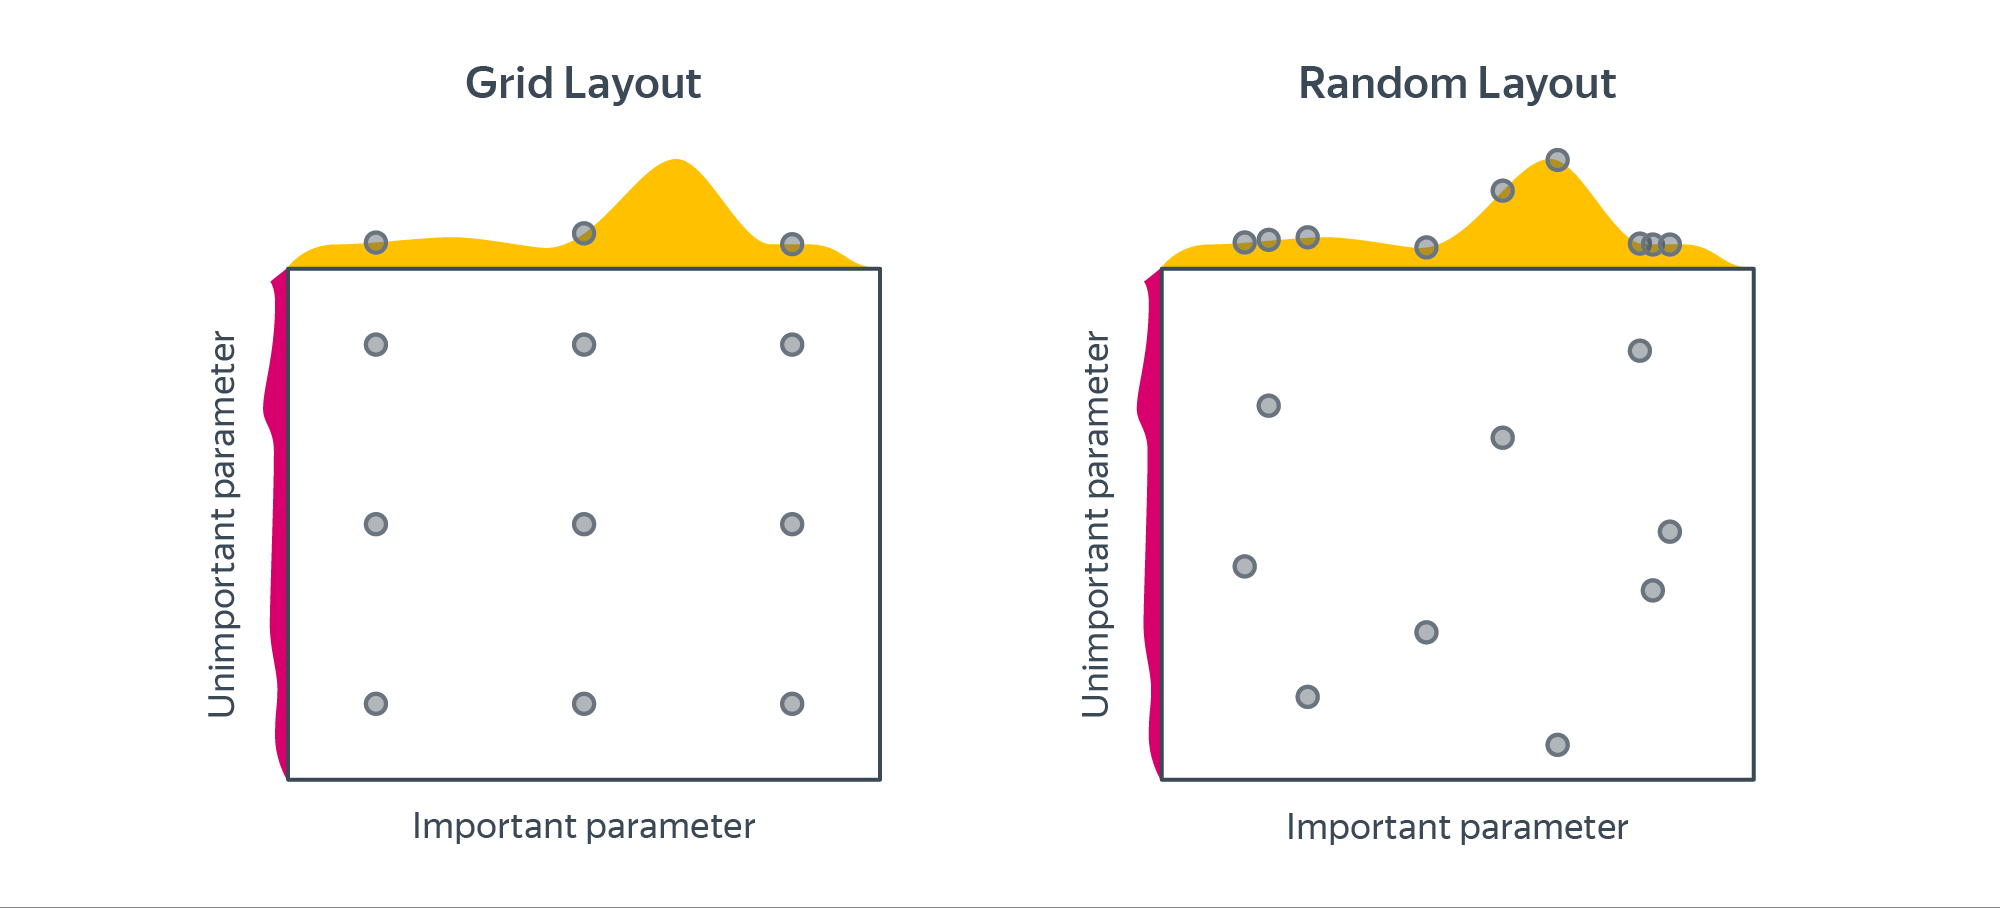 Grid Layout
Unimportant parameter
Important parameter
Random Layout
Unimportant parameter
Important parameter